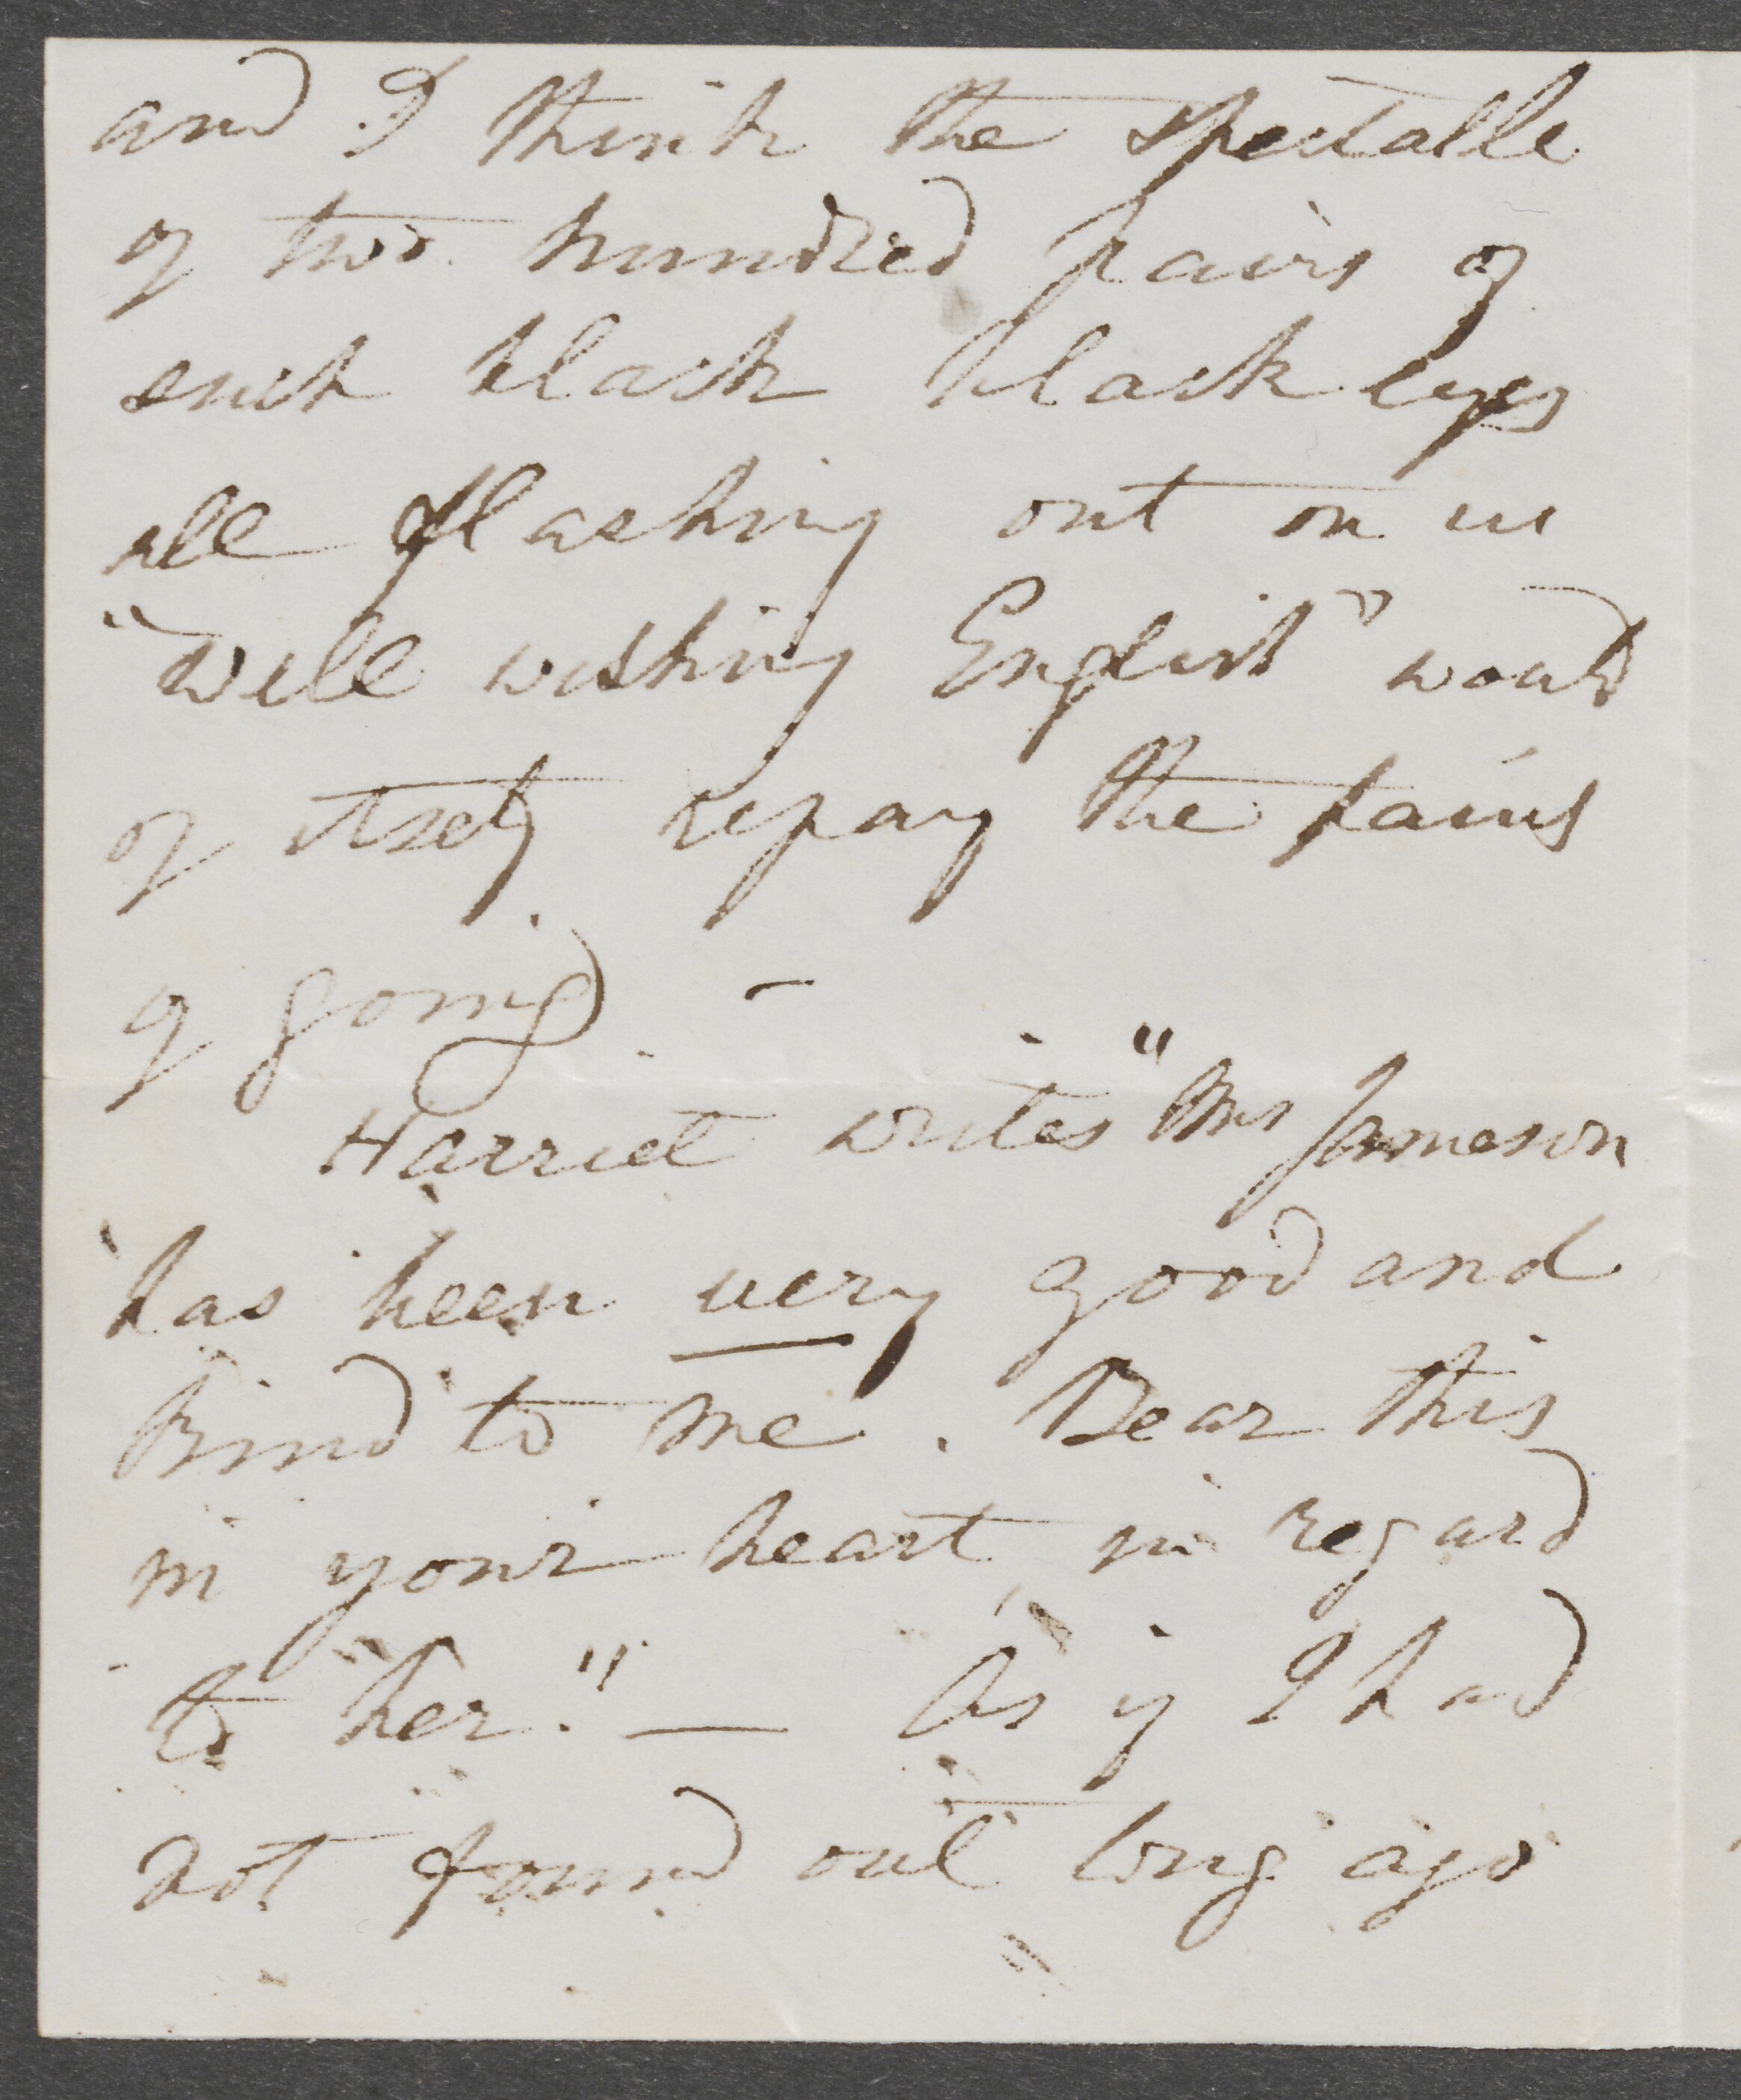 and I think the spectacle
of two hundred pairs of
such black black eyes
all flashing out on us
"well wishing English" would
of itself repay the pains
of going –
Harriet writes "Mrs Jameson
has been very good and
kind to me. Bear this
in your heart in regard
to her." — As if I had
not found out long ago